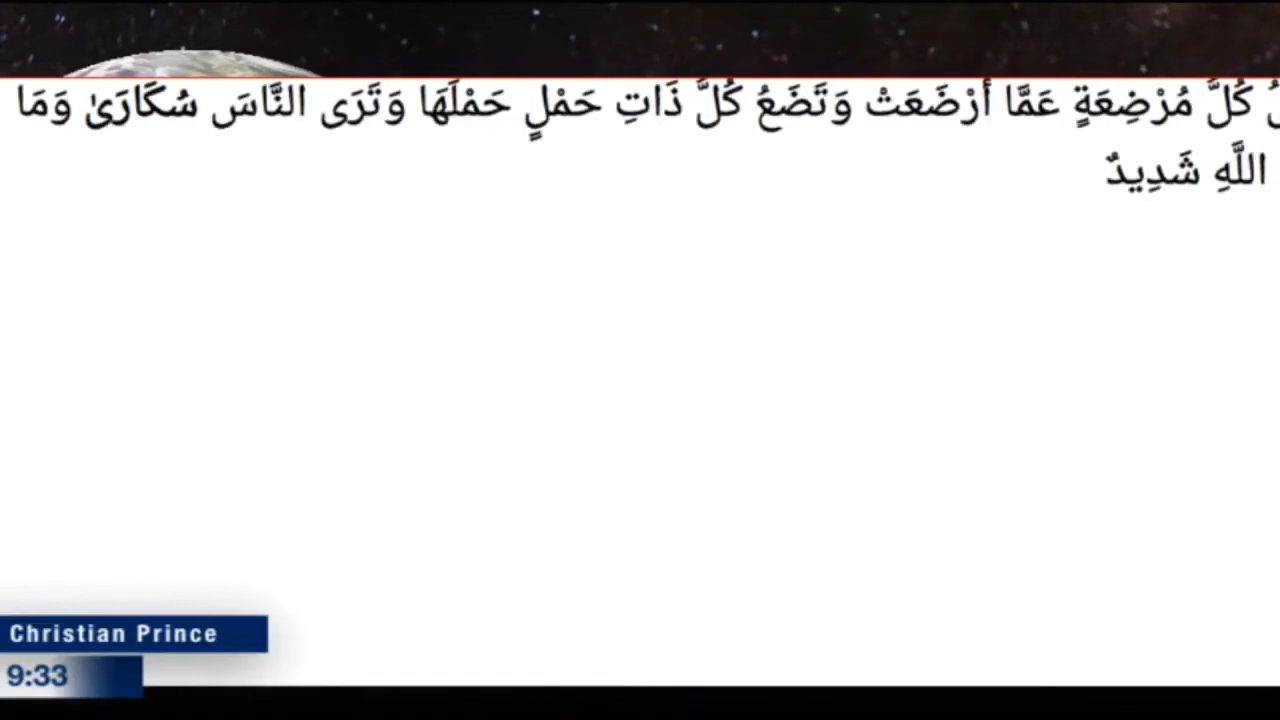 كُلُّ مُرْضِعَةٍ عَمَّا أَرْضَعَتْ وَتَضَعُ كُلُّ ذَاتِ حَمْلٍ حَمْلَهَا وَتَرَى النَّاسَ سُكَارَىٰ وَمَا
اللَّهِ شَدِيدٌ
Christian Prince
9:33